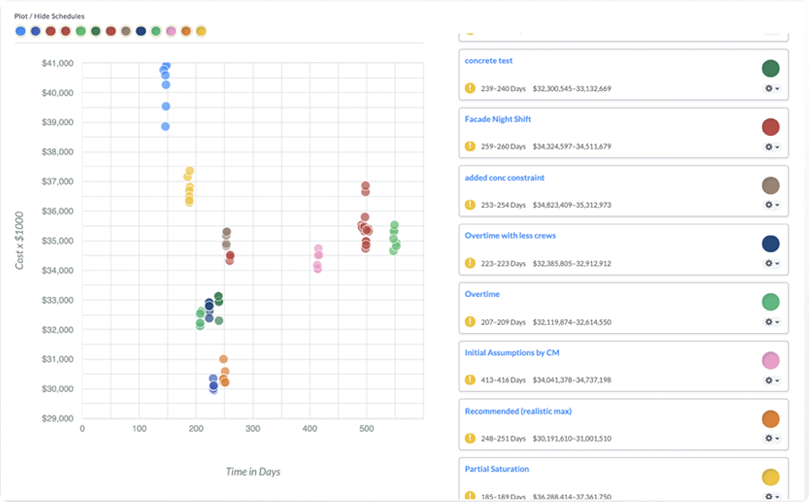 Plot / Hide Schedules
$41,000
$40,000
$39,000
$38,000
$37,000
$36,000
$35,000
$34,000
$33,000
$32,000
$31,000
$30,000
$29,000
0
100
200
300
400
500
Cost x $1000
Time in Days
concrete test
239–240 Days $32,300,545–33,132,669
Facade Night Shift
259–260 Days $34,324,597–34,511,679
added conc constraint
253–254 Days $34,823,409–35,312,973
Overtime with less crews
223–223 Days $32,385,805–32,912,912
Overtime
207–209 Days $32,119,874–32,614,550
Initial Assumptions by CM
413–416 Days $34,041,378–34,737,198
Recommended (realistic max)
248–251 Days $30,191,610–31,001,510
Partial Saturation
185–189 Days $36,288,414–37,361,750